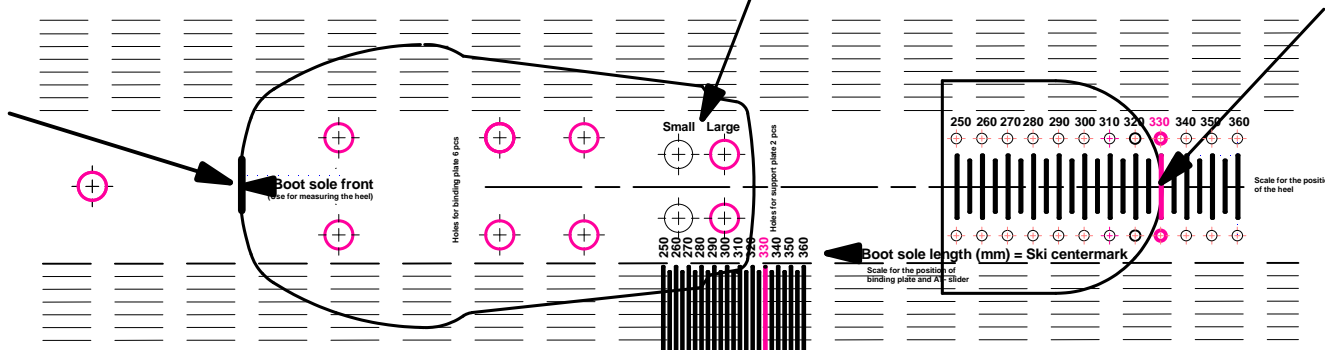 Small Large
250 260 270 280 290 300 310 320 330 340 350 360
Boot sole front
(Use for measuring the heel)
Holes for binding plate 6 pcs
Holes for support plate 2 pcs
Scale for the positi
of the heel
250 260 270 280 290 300 310 320 330 340 350 360
Boot sole length (mm) = Ski centermark
Scale for the position of
binding plate and AT- slider